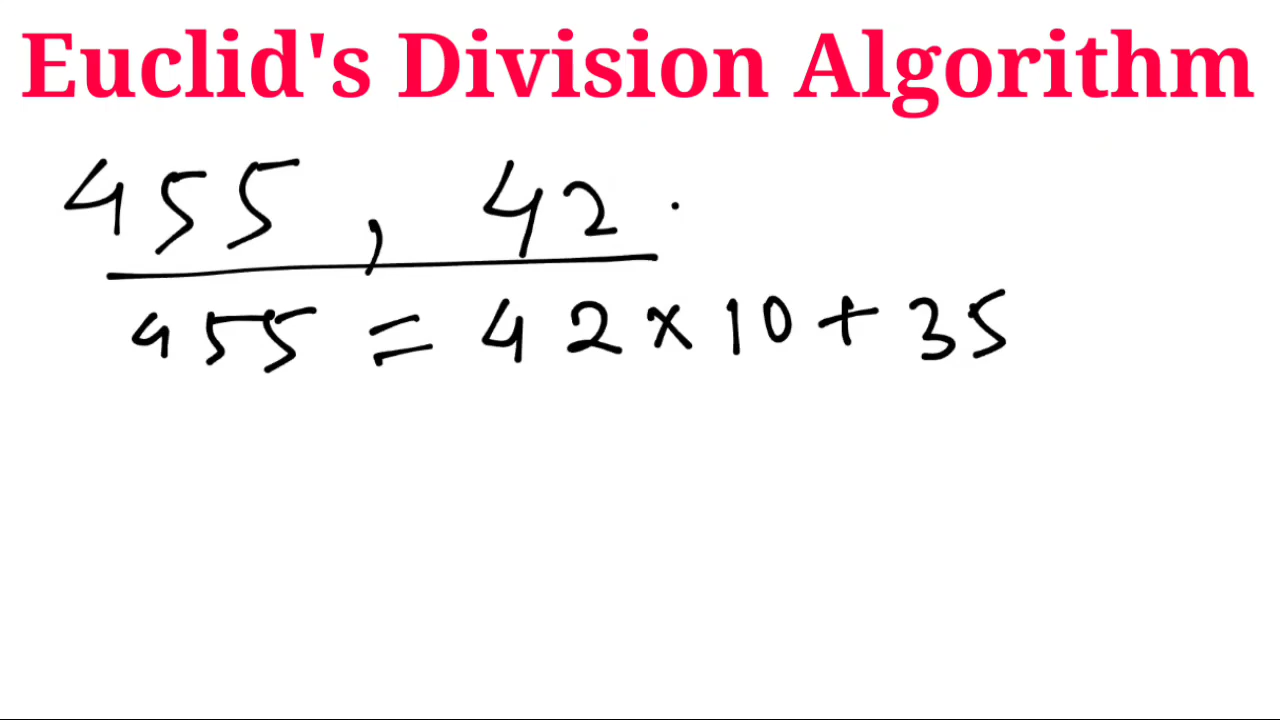 Euclid's Division Algorithm
455, 42.
455 = 42 × 10 + 35